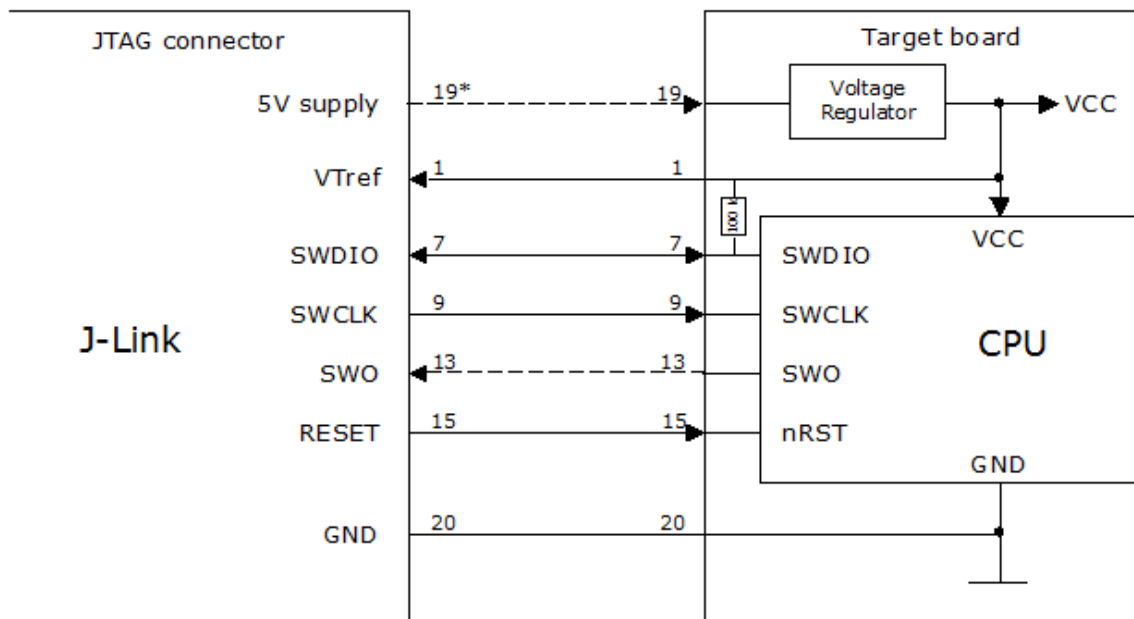 JTAG connector
Target board
5V supply
19*
19
Voltage
Regulator
VCC
VTref
1
1
100 k
VCC
SWDIO
7
7
SWDIO
SWCLK
9
9
SWCLK
J-Link
CPU
SWO
13
13
SWO
RESET
15
15
nRST
GND
GND
20
20